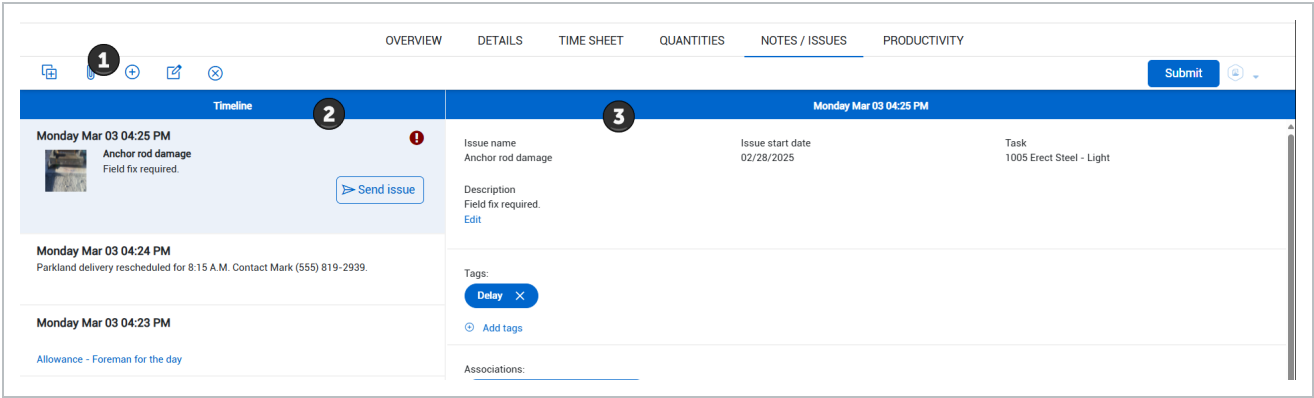 OVERVIEW DETAILS TIME SHEET QUANTITIES NOTES / ISSUES PRODUCTIVITY
1
Submit
Timeline
2
3
Monday Mar 03 04:25 PM
Monday Mar 03 04:25 PM
Anchor rod damage
Field fix required.
Send issue
Monday Mar 03 04:24 PM
Parkland delivery rescheduled for 8:15 A.M. Contact Mark (555) 819-2939.
Monday Mar 03 04:23 PM
Allowance - Foreman for the day
Issue name
Anchor rod damage
Issue start date
02/28/2025
Task
1005 Erect Steel - Light
Description
Field fix required.
Edit
Tags:
Delay
Add tags
Associations: